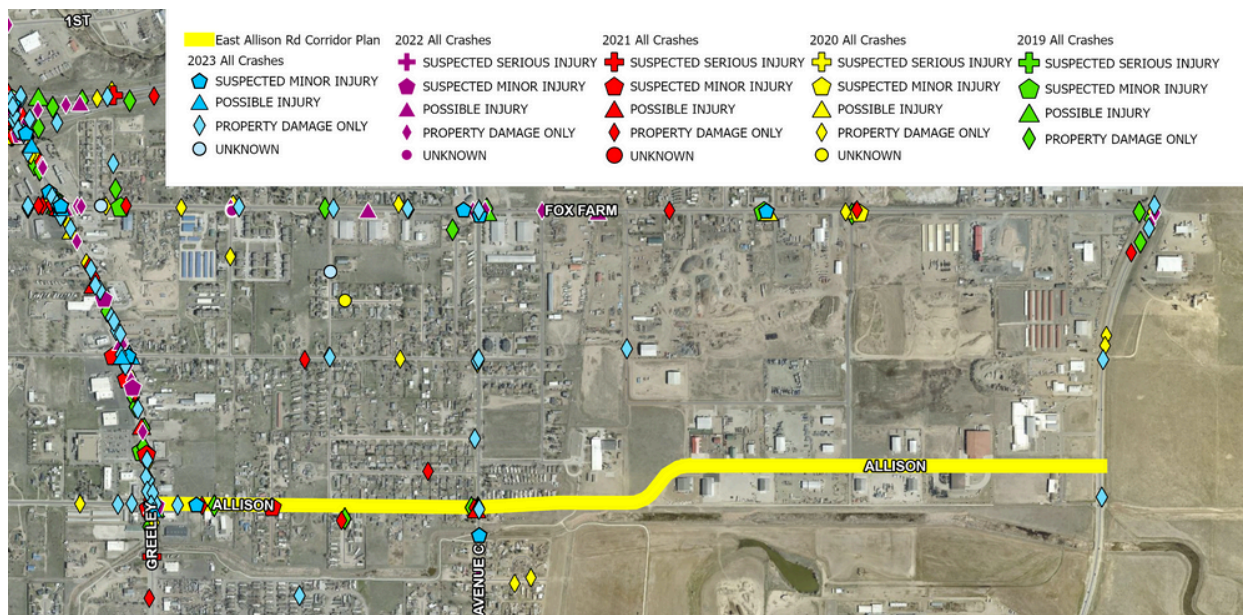 1ST
East Allison Rd Corridor Plan
2023 All Crashes
SUSPECTED MINOR INJURY
POSSIBLE INJURY
PROPERTY DAMAGE ONLY
UNKNOWN
2022 All Crashes
SUSPECTED SERIOUS INJURY
SUSPECTED MINOR INJURY
POSSIBLE INJURY
PROPERTY DAMAGE ONLY
UNKNOWN
2021 All Crashes
SUSPECTED SERIOUS INJURY
SUSPECTED MINOR INJURY
POSSIBLE INJURY
PROPERTY DAMAGE ONLY
UNKNOWN
2020 All Crashes
SUSPECTED SERIOUS INJURY
SUSPECTED MINOR INJURY
POSSIBLE INJURY
PROPERTY DAMAGE ONLY
UNKNOWN
2019 All Crashes
SUSPECTED SERIOUS INJURY
SUSPECTED MINOR INJURY
POSSIBLE INJURY
PROPERTY DAMAGE ONLY
FOX FARM
ALLISON
ALLISON
GREELEY
AVENUE C